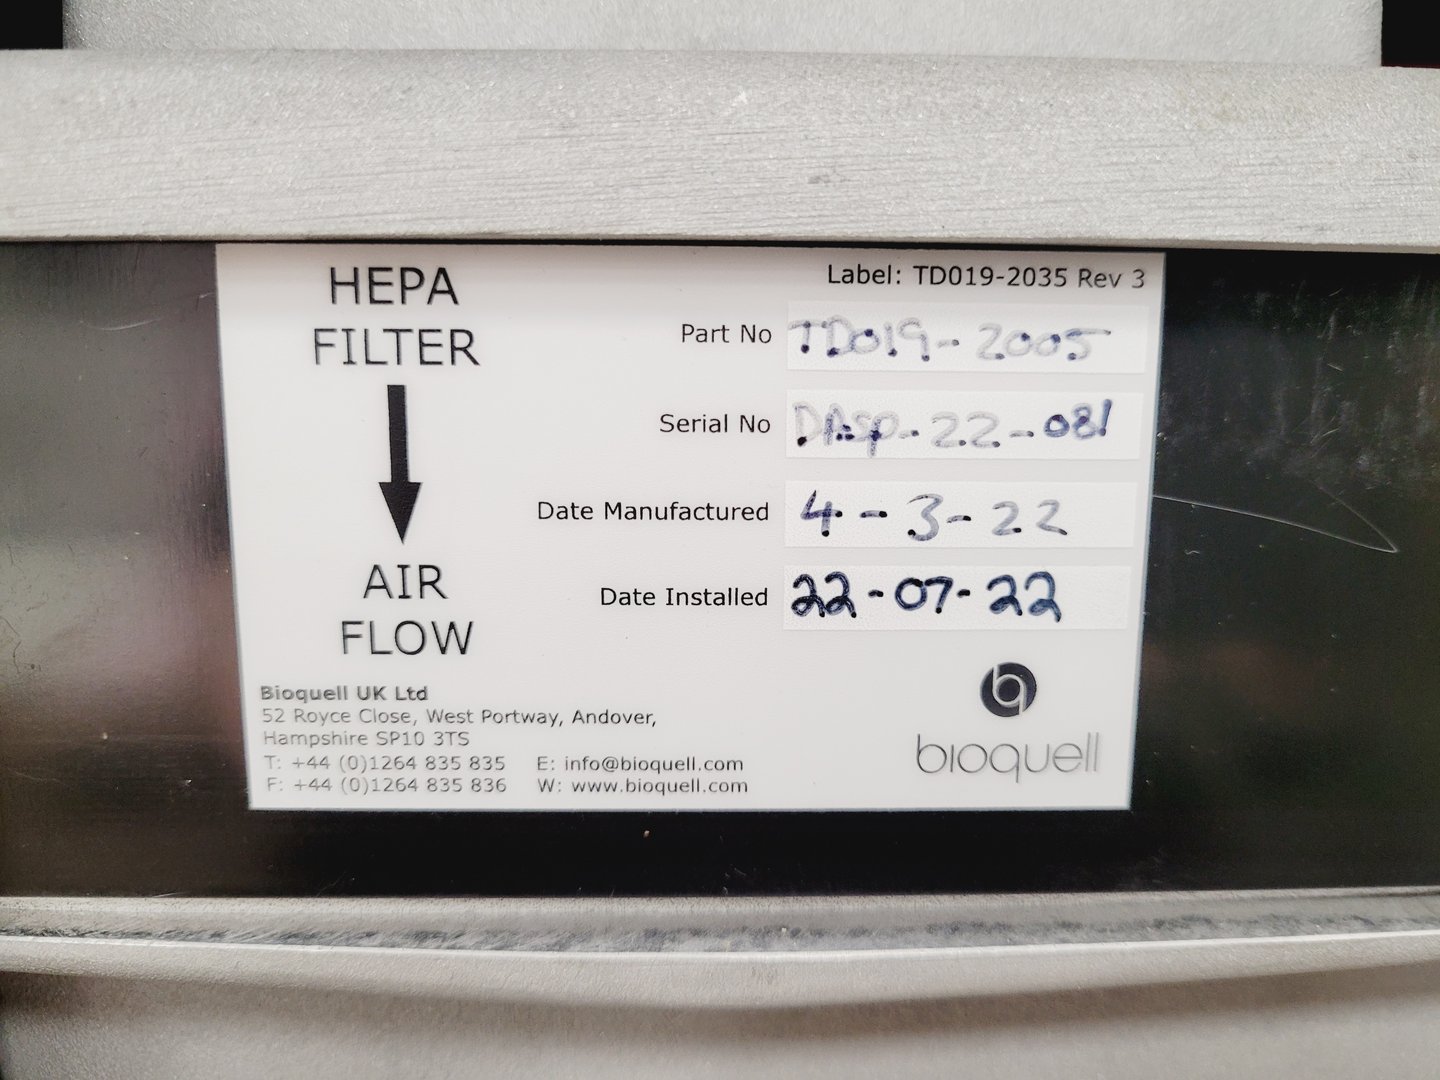 HEPA
FILTER
AIR
FLOW
Label: TD019-2035 Rev 3
Part No TD019-2005
Serial No DASP-22-081
Date Manufactured 4-3-22
Date Installed 22-07-22
Bioquell UK Ltd
52 Royce Close, West Portway, Andover,
Hampshire SP10 3TS
T: +44 (0)1264 835 835 E: info@bioquell.com
F: +44 (0)1264 835 836 W: www.bioquell.com
bioquell